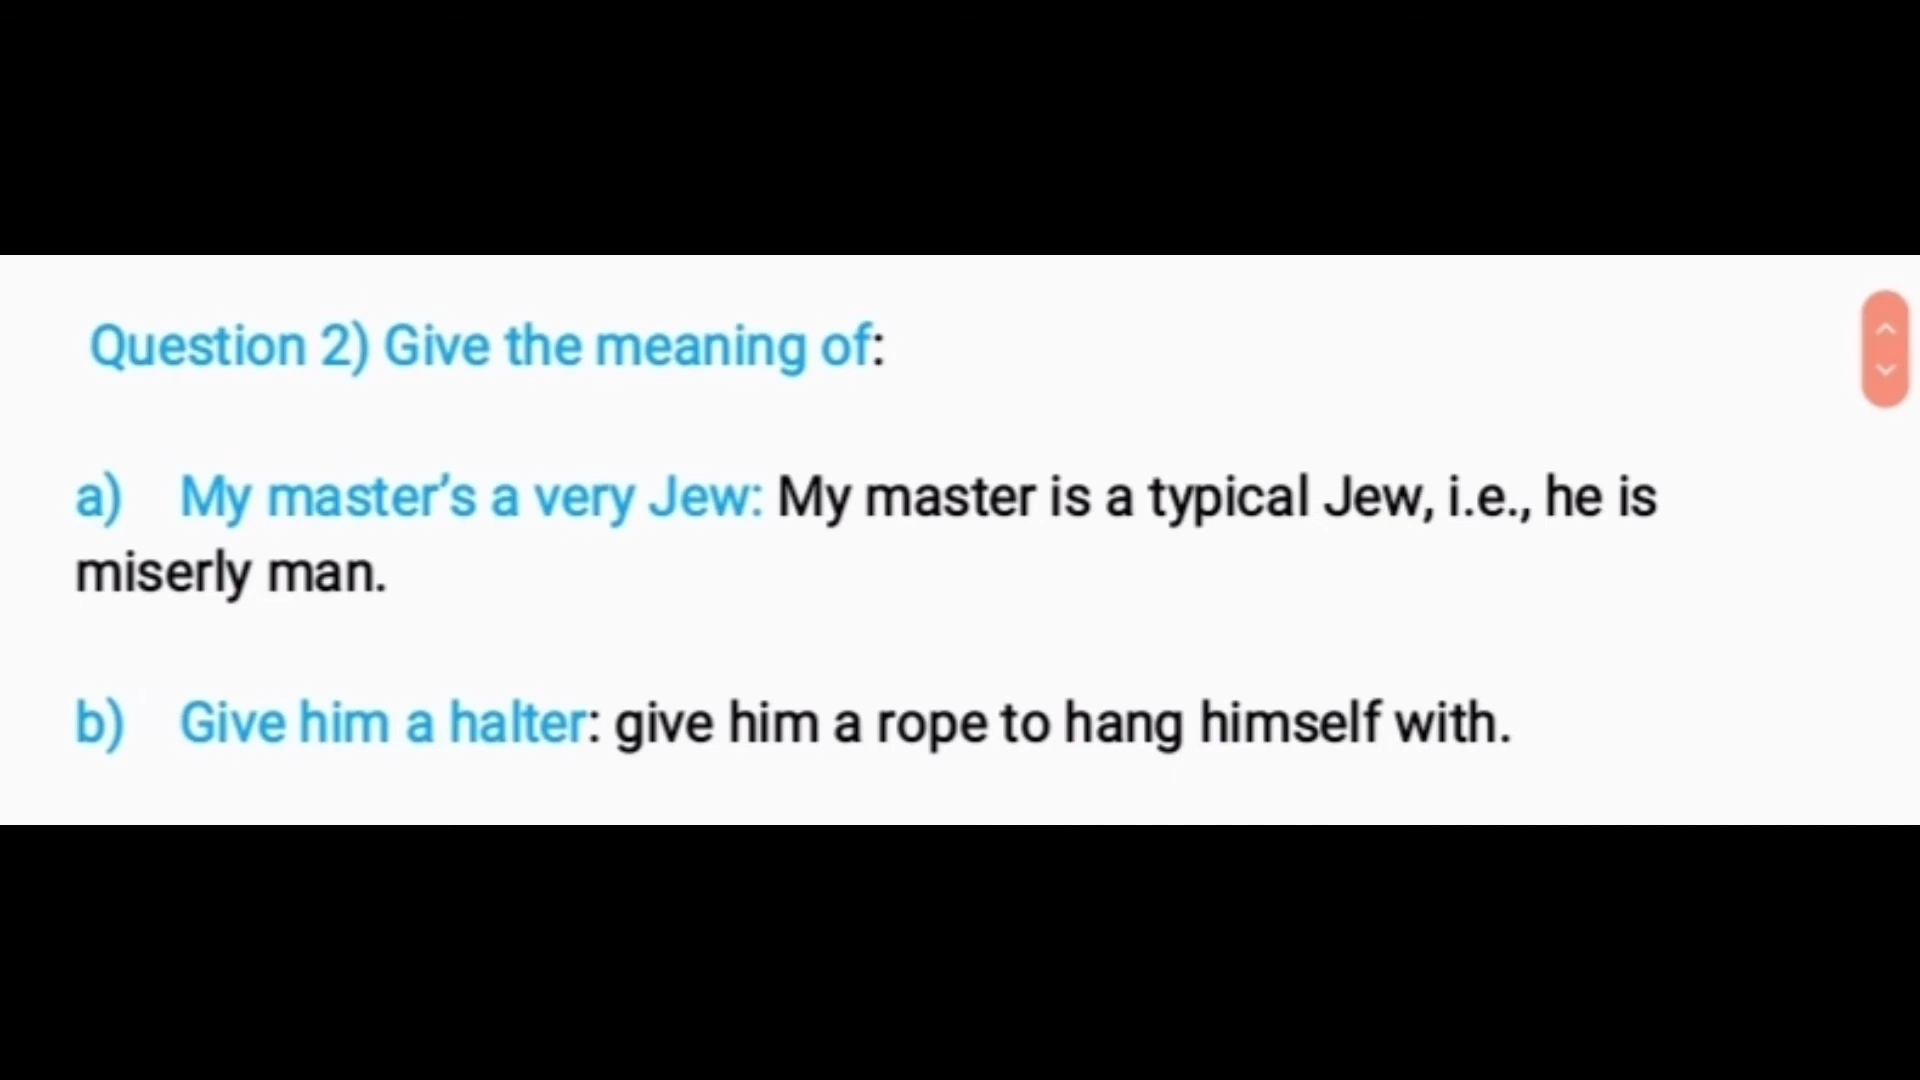 Question 2) Give the meaning of:
a) My master's a very Jew: My master is a typical Jew, i.e., he is
miserly man.
b) Give him a halter: give him a rope to hang himself with.